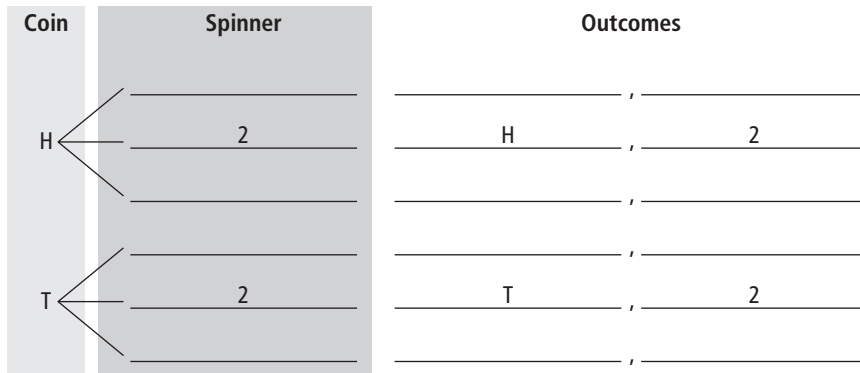 Coin Spinner Outcomes
,
H 2 H , 2
,
,
T 2 T , 2
,